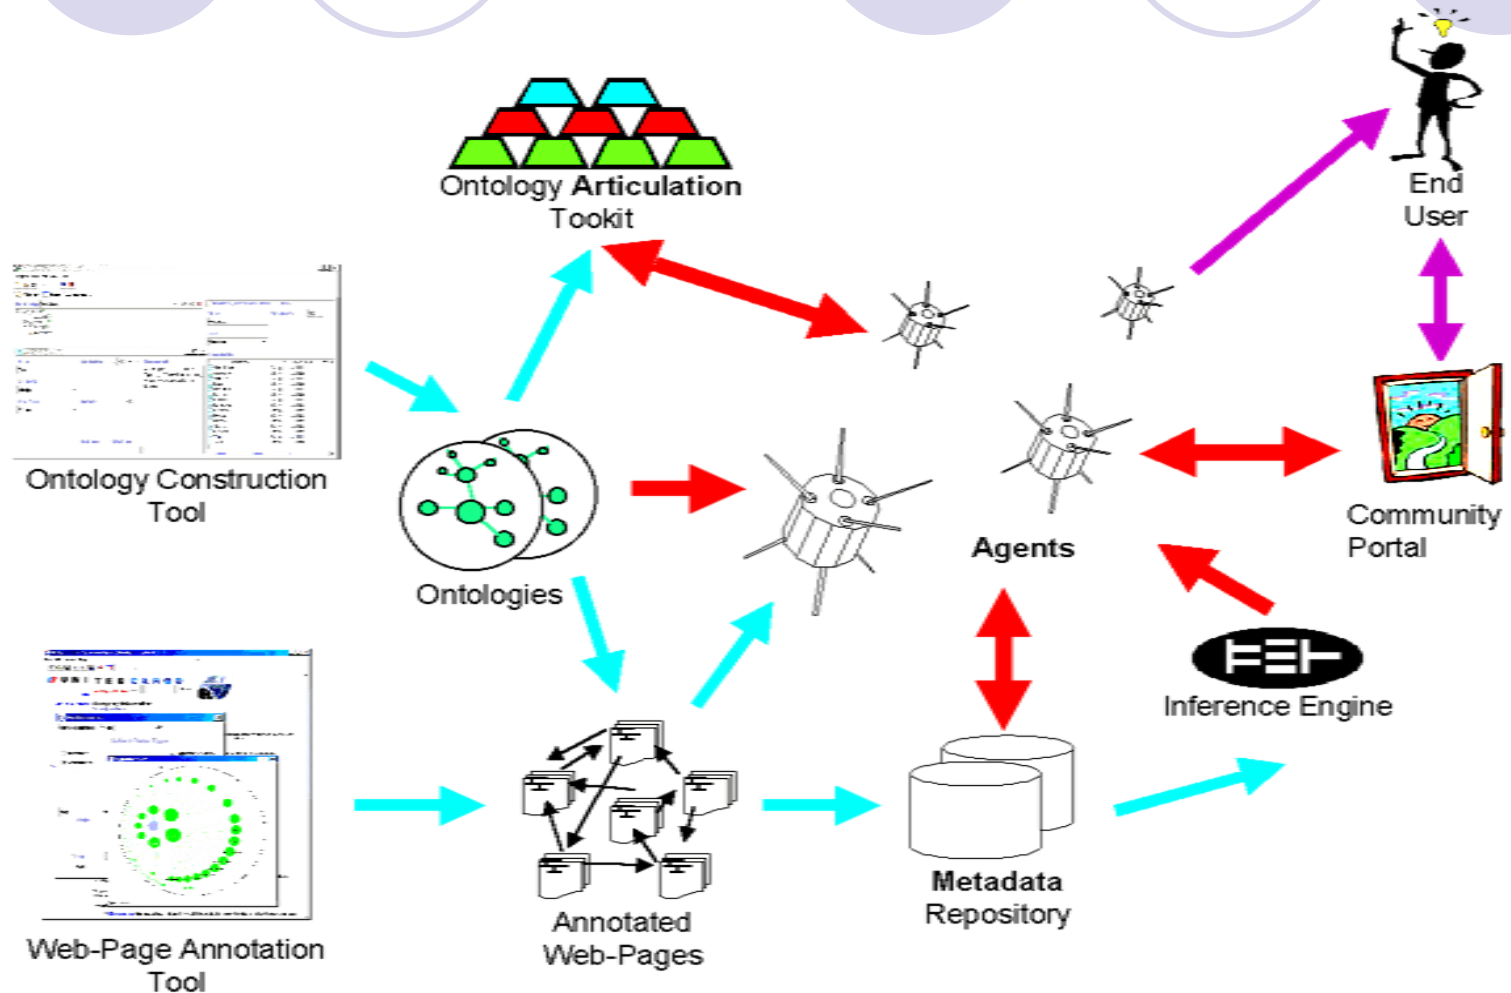 Ontology Articulation
Tookit
End
User
Ontology Construction
Tool
Community
Portal
Agents
Ontologies
Inference Engine
Metadata
Repository
Annotated
Web-Pages
Web-Page Annotation
Tool